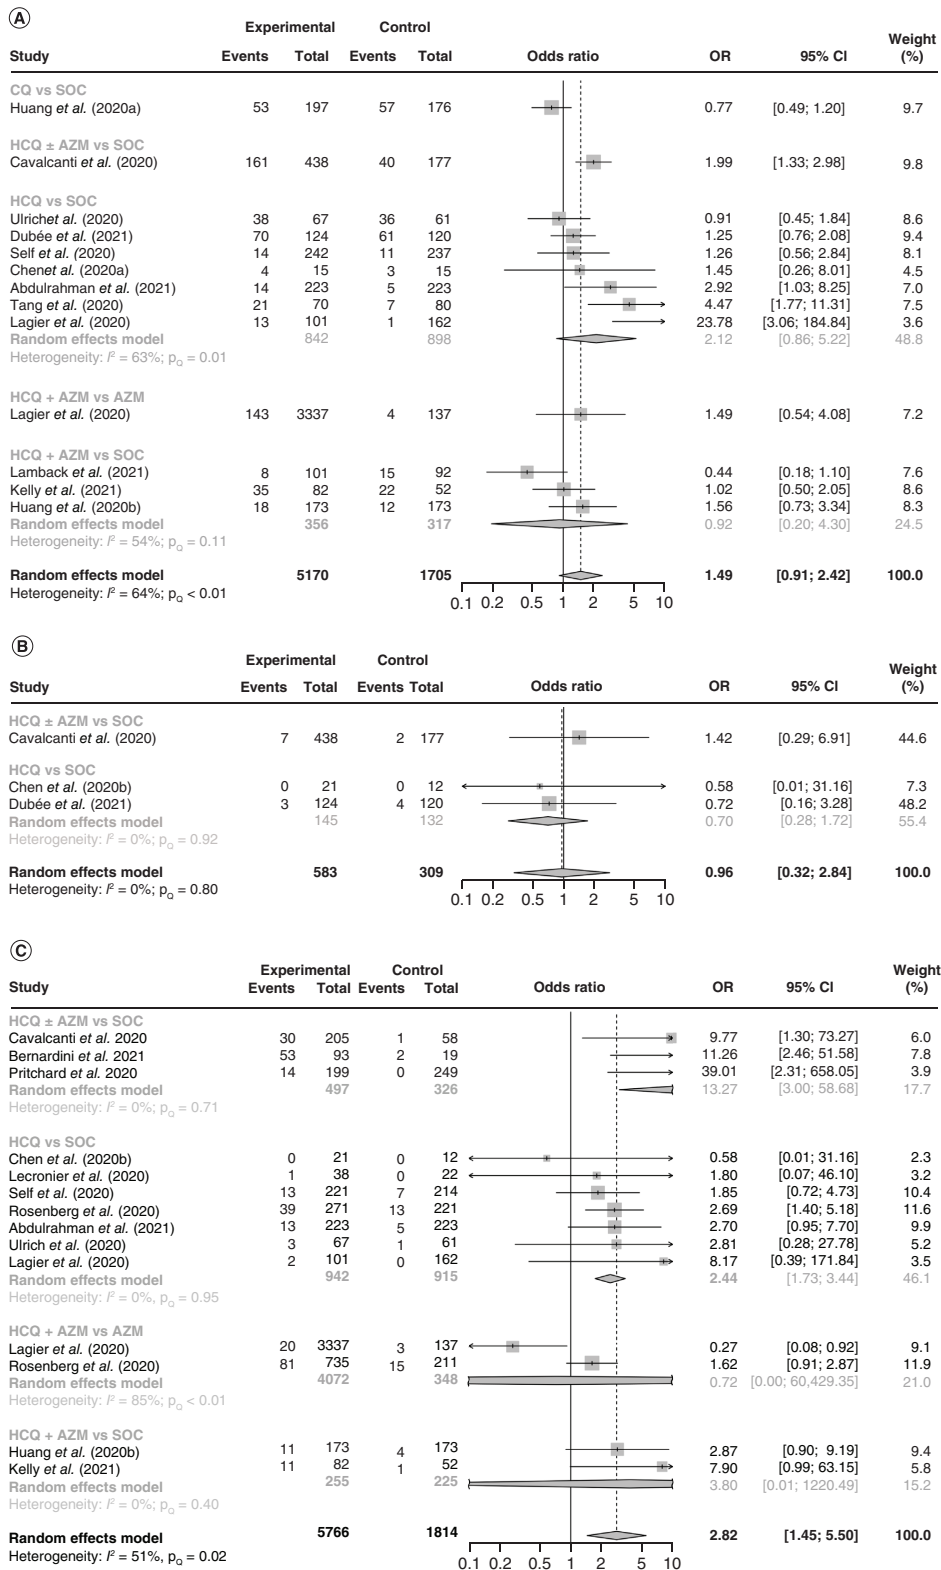 A
Experimental Control
Weight
Study Events Total Events Total Odds ratio OR 95% CI (%)
CQ vs SOC
Huang et al. (2020a) 53 197 57 176 0.77 [0.49; 1.20] 9.7
HCQ ± AZM vs SOC
Cavalcanti et al. (2020) 161 438 40 177 1.99 [1.33; 2.98] 9.8
HCQ vs SOC
Ulrichet al. (2020) 38 67 36 61 0.91 [0.45; 1.84] 8.6
Dubée et al. (2021) 70 124 61 120 1.25 [0.76; 2.08] 9.4
Self et al. (2020) 14 242 11 237 1.26 [0.56; 2.84] 8.1
Chenet al. (2020a) 4 15 3 15 1.45 [0.26; 8.01] 4.5
Abdulrahman et al. (2021) 14 223 5 223 2.92 [1.03; 8.25] 7.0
Tang et al. (2020) 21 70 7 80 4.47 [1.77; 11.31] 7.5
Lagier et al. (2020) 13 101 1 162 23.78 [3.06; 184.84] 3.6
Random effects model 842 898 2.12 [0.86; 5.22] 48.8
Heterogeneity: I² = 63%; pQ = 0.01
HCQ + AZM vs AZM
Lagier et al. (2020) 143 3337 4 137 1.49 [0.54; 4.08] 7.2
HCQ + AZM vs SOC
Lamback et al. (2021) 8 101 15 92 0.44 [0.18; 1.10] 7.6
Kelly et al. (2021) 35 82 22 52 1.02 [0.50; 2.05] 8.6
Huang et al. (2020b) 18 173 12 173 1.56 [0.73; 3.34] 8.3
Random effects model 356 317 0.92 [0.20; 4.30] 24.5
Heterogeneity: I² = 54%; pQ = 0.11
Random effects model 5170 1705 1.49 [0.91; 2.42] 100.0
Heterogeneity: I² = 64%; pQ < 0.01
0.1 0.2 0.5 1 2 5 10
B
Experimental Control
Weight
Study Events Total Events Total Odds ratio OR 95% CI (%)
HCQ ± AZM vs SOC
Cavalcanti et al. (2020) 7 438 2 177 1.42 [0.29; 6.91] 44.6
HCQ vs SOC
Chen et al. (2020b) 0 21 0 12 0.58 [0.01; 31.16] 7.3
Dubée et al. (2021) 3 124 4 120 0.72 [0.16; 3.28] 48.2
Random effects model 145 132 0.70 [0.28; 1.72] 55.4
Heterogeneity: I² = 0%; pQ = 0.92
Random effects model 583 309 0.96 [0.32; 2.84] 100.0
Heterogeneity: I² = 0%; pQ = 0.80
0.1 0.2 0.5 1 2 5 10
C
Experimental Control Weight
Study Events Total Events Total Odds ratio OR 95% CI (%)
HCQ ± AZM vs SOC
Cavalcanti et al. 2020 30 205 1 58 9.77 [1.30; 73.27] 6.0
Bernardini et al. 2021 53 93 2 19 11.26 [2.46; 51.58] 7.8
Pritchard et al. 2020 14 199 0 249 39.01 [2.31; 658.05] 3.9
Random effects model 497 326 13.27 [3.00; 58.68] 17.7
Heterogeneity: I² = 0%; pQ = 0.71
HCQ vs SOC
Chen et al. (2020b) 0 21 0 12 0.58 [0.01; 31.16] 2.3
Lecronier et al. (2020) 1 38 0 22 1.80 [0.07; 46.10] 3.2
Self et al. (2020) 13 221 7 214 1.85 [0.72; 4.73] 10.4
Rosenberg et al. (2020) 39 271 13 221 2.69 [1.40; 5.18] 11.6
Abdulrahman et al. (2021) 13 223 5 223 2.70 [0.95; 7.70] 9.9
Ulrich et al. (2020) 3 67 1 61 2.81 [0.28; 27.78] 5.2
Lagier et al. (2020) 2 101 0 162 8.17 [0.39; 171.84] 3.5
Random effects model 942 915 2.44 [1.73; 3.44] 46.1
Heterogeneity: I² = 0%, pQ = 0.95
HCQ + AZM vs AZM
Lagier et al. (2020) 20 3337 3 137 0.27 [0.08; 0.92] 9.1
Rosenberg et al. (2020) 81 735 15 211 1.62 [0.91; 2.87] 11.9
Random effects model 4072 348 0.72 [0.00; 60,429.35] 21.0
Heterogeneity: I² = 85%; pQ < 0.01
HCQ + AZM vs SOC
Huang et al. (2020b) 11 173 4 173 2.87 [0.90; 9.19] 9.4
Kelly et al. (2021) 11 82 1 52 7.90 [0.99; 63.15] 5.8
Random effects model 255 225 3.80 [0.01; 1220.49] 15.2
Heterogeneity: I² = 0%; pQ = 0.40
Random effects model 5766 1814 2.82 [1.45; 5.50] 100.0
Heterogeneity: I² = 51%, pQ = 0.02
0.1 0.2 0.5 1 2 5 10